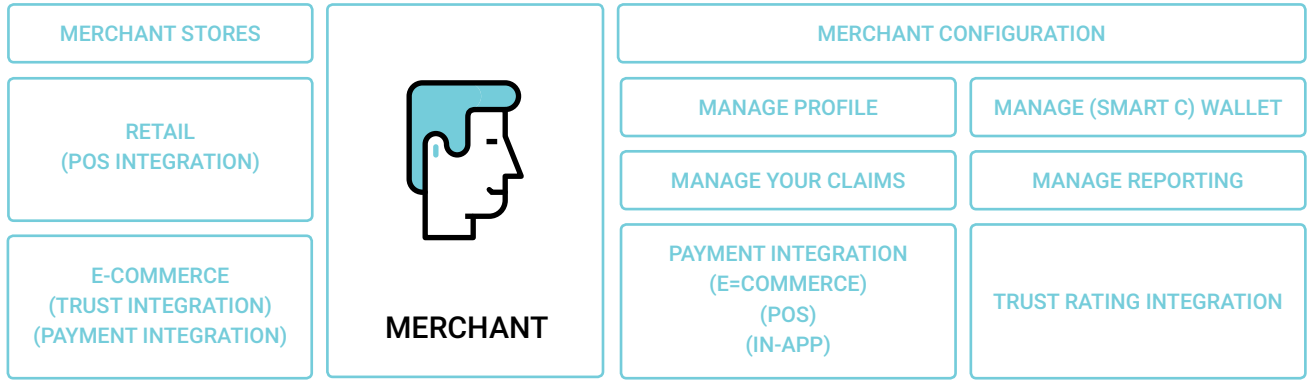 MERCHANT STORES
RETAIL
(POS INTEGRATION)
E-COMMERCE
(TRUST INTEGRATION)
(PAYMENT INTEGRATION)
MERCHANT
MERCHANT CONFIGURATION
MANAGE PROFILE
MANAGE (SMART C) WALLET
MANAGE YOUR CLAIMS
MANAGE REPORTING
PAYMENT INTEGRATION
(E=COMMERCE)
(POS)
(IN-APP)
TRUST RATING INTEGRATION